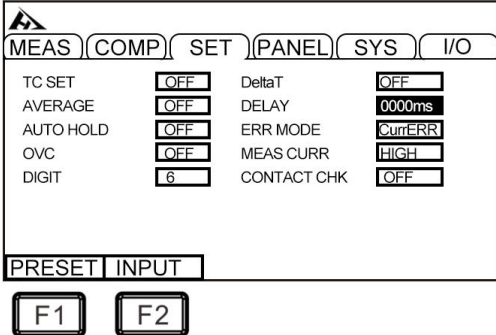 MEAS COMP SET PANEL SYS I/O
TC SET OFF DeltaT OFF
AVERAGE OFF DELAY 0000ms
AUTO HOLD OFF ERR MODE CurrERR
OVC OFF MEAS CURR HIGH
DIGIT 6 CONTACT CHK OFF
PRESET INPUT
F1 F2